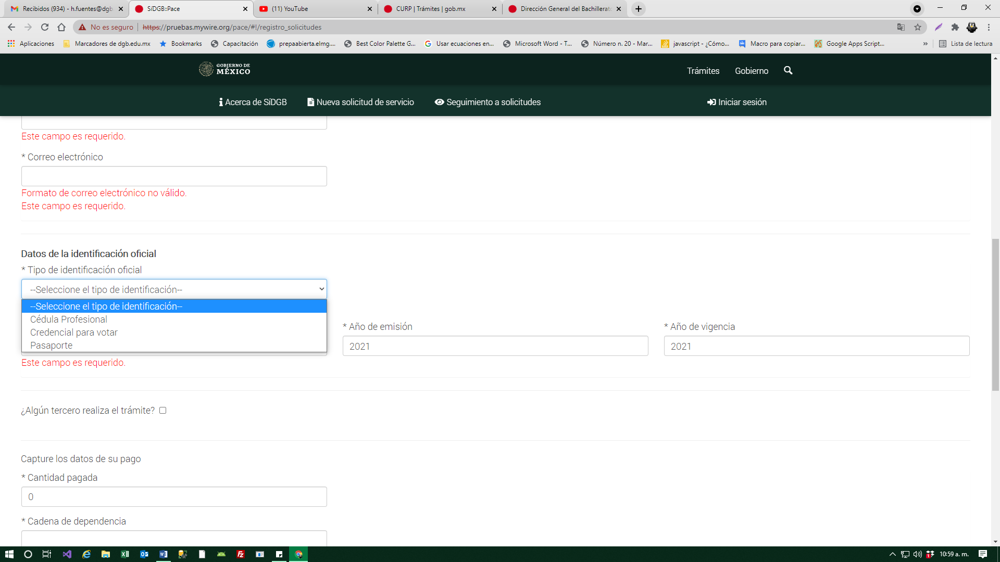 Recibidos (934) - h.fuentes@dgb
SíDGB::Pace
(11) YouTube
CURP | Trámites | gob.mx
Dirección General del Bachillerato
No es seguro
https://pruebas.mywire.org/pace/#!/registro_solicitudes
Aplicaciones
Marcadores de dgb.edu.mx
Bookmarks
Capacitación
prepaabierta.elmg....
Best Color Palette G...
Usar ecuaciones en...
Microsoft Word - T...
Número n. 20 - Mar...
javascript - ¿Cómo...
Macro para copiar...
Google Apps Script...
»
Lista de lectura
GOBIERNO DE
MÉXICO
Trámites
Gobierno
Acerca de SíDGB
Nueva solicitud de servicio
Seguimiento a solicitudes
Iniciar sesión
Este campo es requerido.
* Correo electrónico
Formato de correo electrónico no válido.
Este campo es requerido.
Datos de la identificación oficial
* Tipo de identificación oficial
--Seleccione el tipo de identificación--
--Seleccione el tipo de identificación--
Cédula Profesional
Credencial para votar
Pasaporte
* Año de emisión
* Año de vigencia
2021
2021
Este campo es requerido.
¿Algún tercero realiza el trámite?
Capture los datos de su pago
* Cantidad pagada
0
* Cadena de dependencia
10:59 a. m.